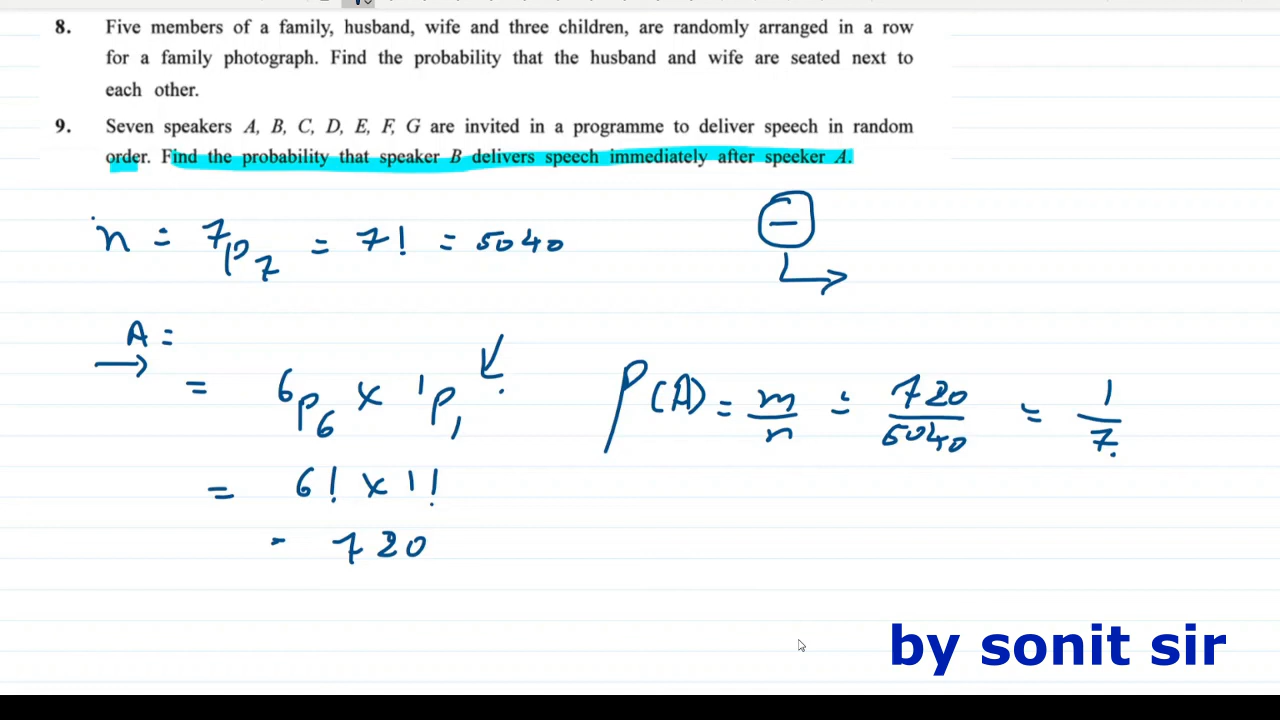 8. Five members of a family, husband, wife and three children, are randomly arranged in a row
for a family photograph. Find the probability that the husband and wife are seated next to
each other.
9. Seven speakers A, B, C, D, E, F, G are invited in a programme to deliver speech in random
order. Find the probability that speaker B delivers speech immediately after speeker A.
n = 7P7 = 7! = 5040
A =
= 6P6 × 1P1
P(A) = m/n = 720/5040 = 1/7
= 6! × 1!
= 720
by sonit sir